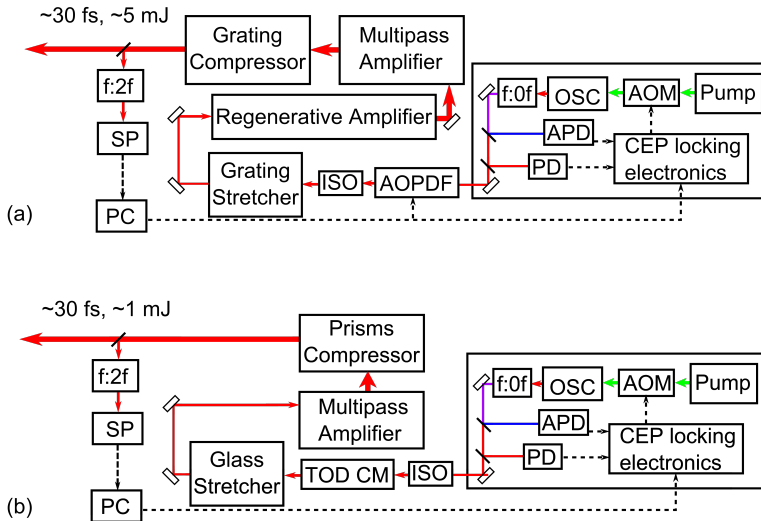 ~30 fs, ~5 mJ
Grating
Compressor
Multipass
Amplifier
f:2f
f:0f
OSC
AOM
Pump
Regenerative Amplifier
APD
CEP locking
electronics
SP
PD
Grating
Stretcher
ISO
AOPDF
PC
(a)
~30 fs, ~1 mJ
Prisms
Compressor
f:2f
f:0f
OSC
AOM
Pump
Multipass
Amplifier
APD
CEP locking
electronics
SP
PD
Glass
Stretcher
TOD CM
ISO
PC
(b)